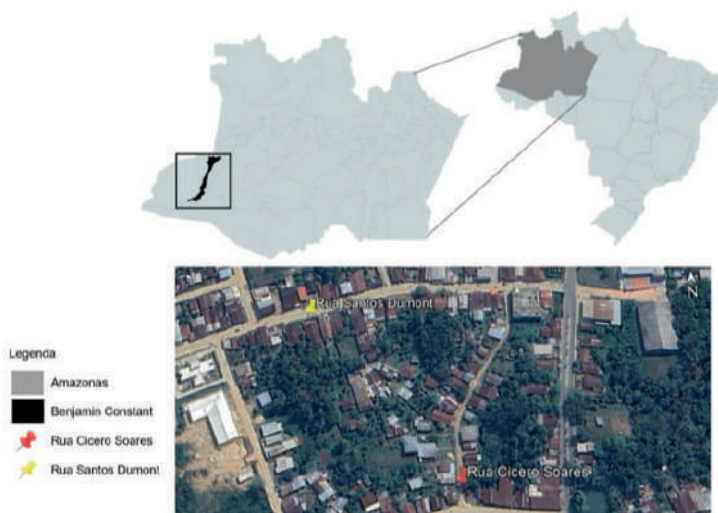 Rua Santos Dumont
N
Legenda
Amazonas
Benjamin Constant
Rua Cicero Soares
Rua Santos Dumont
Rua Cicero Soares